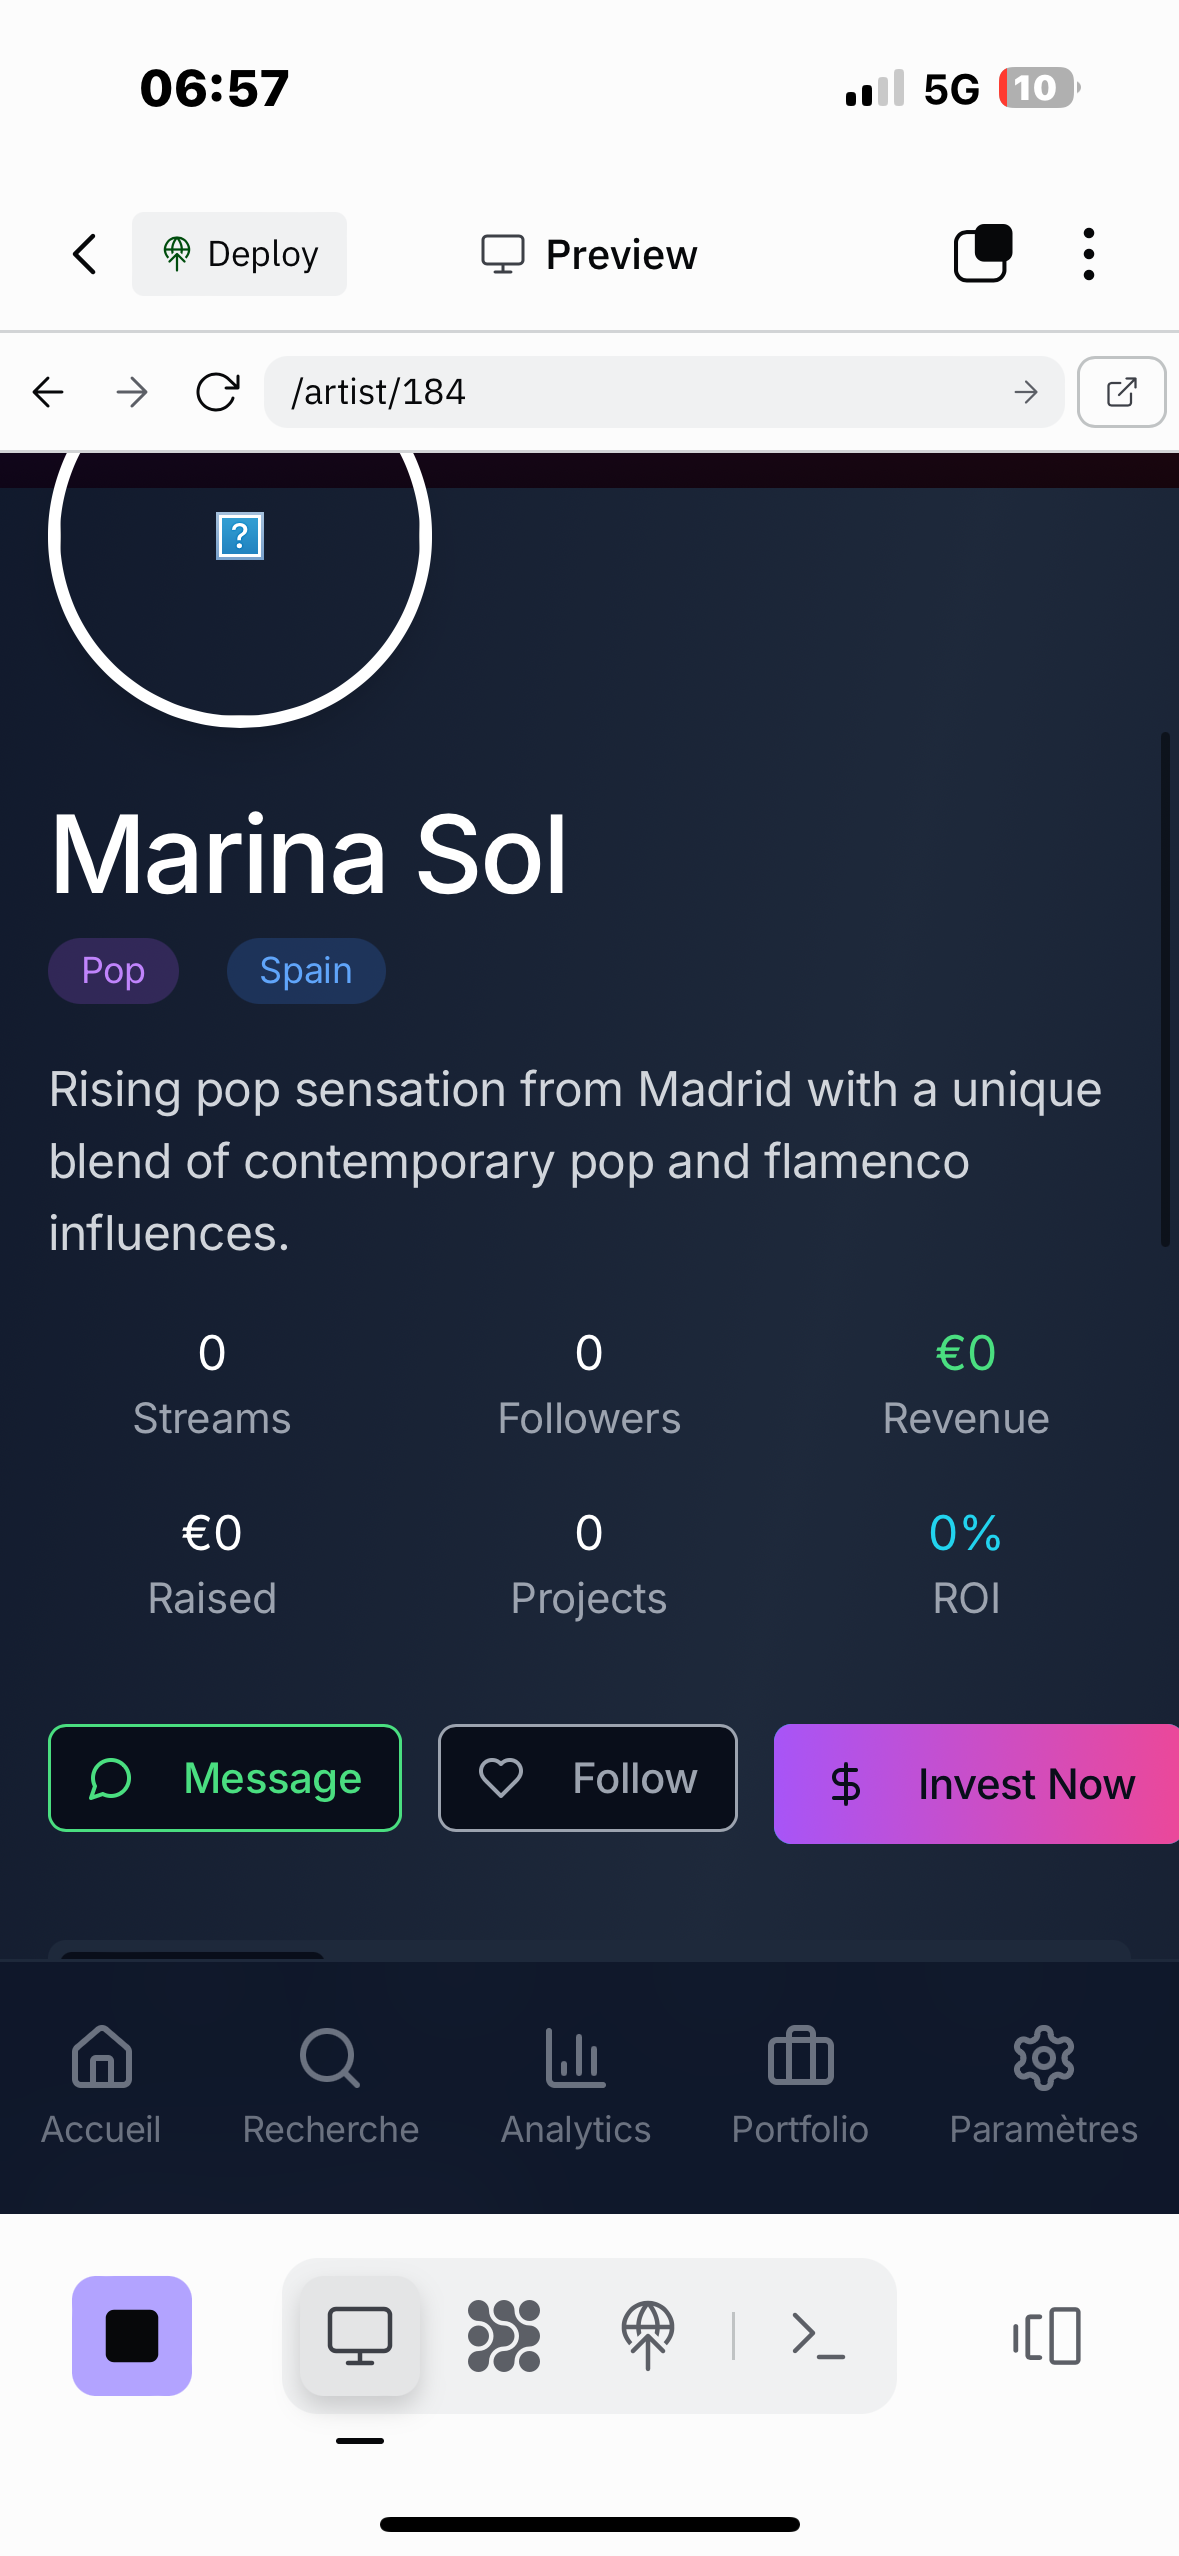 06:57
5G
10
Deploy
Preview
/artist/184
?
Marina Sol
Pop
Spain
Rising pop sensation from Madrid with a unique
blend of contemporary pop and flamenco
influences.
0
0
€0
Streams
Followers
Revenue
€0
0
0%
Raised
Projects
ROI
Message
Follow
Invest Now
Accueil
Recherche
Analytics
Portfolio
Paramètres